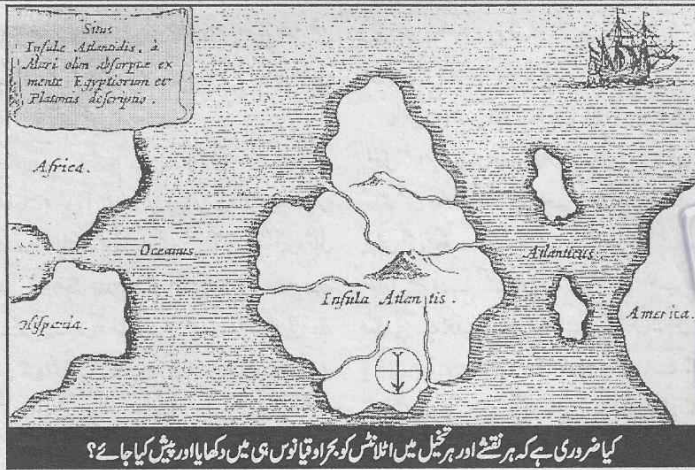 Situs
Insulæ Atlantidis, à
Mari olim absorptæ ex
mente Egyptiorum et
Platonis descriptio.
Africa.
Oceanus
Atlanticus
Insula Atlantis.
Hispania.
America.
کیا ضروری ہے کہ ہر نقشے اور ہر تخیل میں اٹلانٹس کو بحر اوقیانوس ہی میں دکھایا اور پیش کیا جائے؟